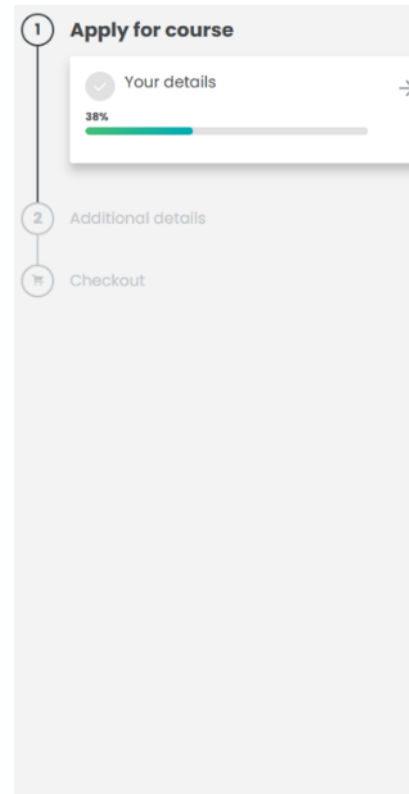 1
Apply for course
Your details
38%
2
Additional details
Checkout